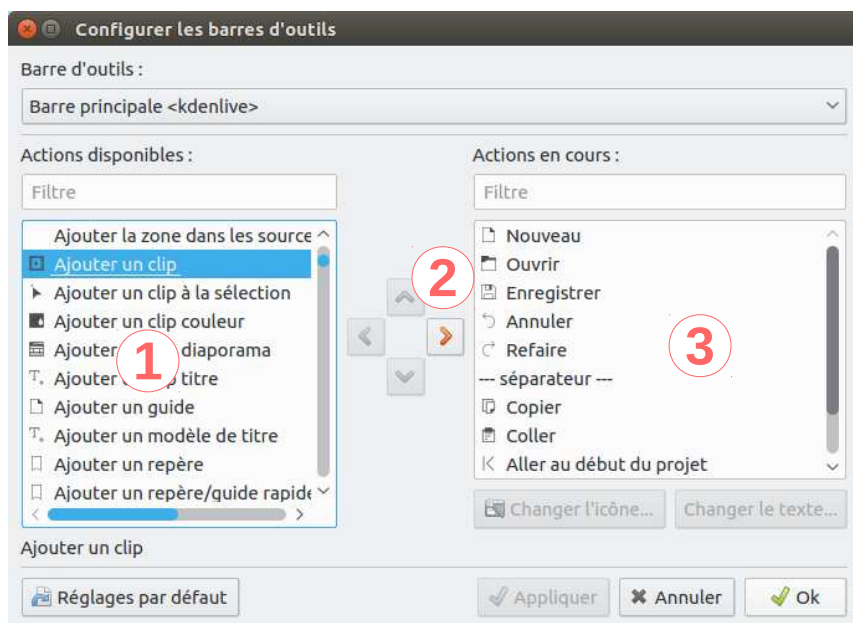 Configurer les barres d'outils
Barre d'outils :
Barre principale <kdenlive>
Actions disponibles :
Filtre
Ajouter la zone dans les source
Ajouter un clip
Ajouter un clip à la sélection
Ajouter un clip couleur
Ajouter diaporama
Ajouter titre
Ajouter un guide
Ajouter un modèle de titre
Ajouter un repère
Ajouter un repère/guide rapide
1
2
Actions en cours :
Filtre
Nouveau
Ouvrir
Enregistrer
Annuler
Refaire
--- séparateur ---
Copier
Coller
Aller au début du projet
3
Changer l'icône...
Changer le texte...
Ajouter un clip
Réglages par défaut
Appliquer
Annuler
Ok